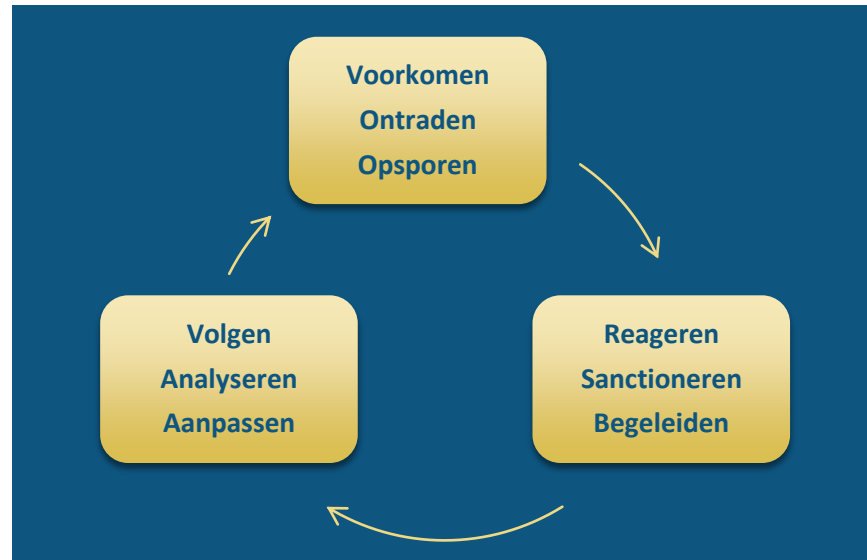 Voorkomen
Ontraden
Opsporen
Reageren
Sanctioneren
Begeleiden
Volgen
Analyseren
Aanpassen